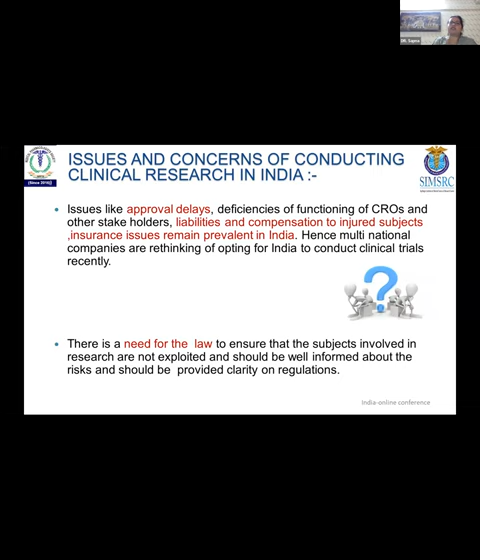 DR. Sapna
ISSUES AND CONCERNS OF CONDUCTING
CLINICAL RESEARCH IN INDIA :-
(Since 2010)
SIMSRC
Issues like approval delays, deficiencies of functioning of CROs and
other stake holders, liabilities and compensation to injured subjects
,insurance issues remain prevalent in India. Hence multi national
companies are rethinking of opting for India to conduct clinical trials
recently.
There is a need for the law to ensure that the subjects involved in
research are not exploited and should be well informed about the
risks and should be provided clarity on regulations.
India-online conference